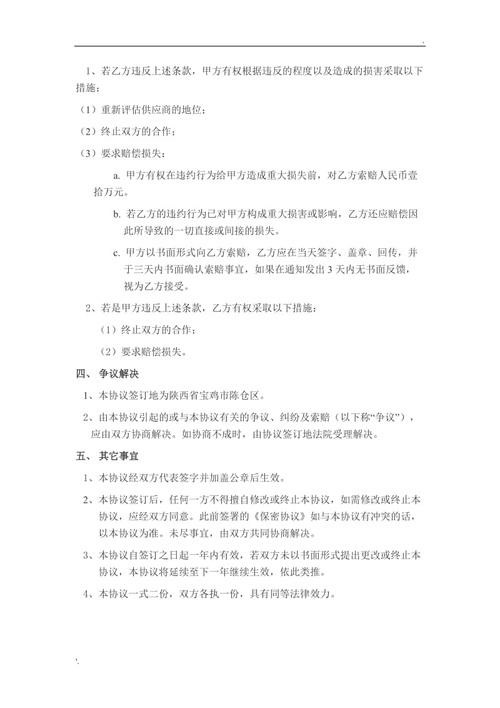 1、若乙方违反上述条款，甲方有权根据违反的程度以及造成的损害采取以下
措施；
（1）重新评估供应商的地位；
（2）终止双方的合作；
（3）要求赔偿损失：
a. 甲方有权在违约行为给甲方造成重大损失前，对乙方索赔人民币壹
拾万元。
b. 若乙方的违约行为已对甲方构成重大损害或影响，乙方还应赔偿因
此所导致的一切直接或间接的损失。
c. 甲方以书面形式向乙方索赔，乙方应在当天签字、盖章、回传，并
于三天内书面确认索赔事宜，如果在通知发出 3 天内无书面反馈，
视为乙方接受。
2、若是甲方违反上述条款，乙方有权采取以下措施：
（1）终止双方的合作；
（2）要求赔偿损失。
四、 争议解决
1、本协议签订地为陕西省宝鸡市陈仓区。
2、由本协议引起的或与本协议有关的争议、纠纷及索赔（以下称“争议”），
应由双方协商解决。如协商不成时，由协议签订地法院受理解决。
五、 其它事宜
1、本协议经双方代表签字并加盖公章后生效。
2、本协议签订后，任何一方不得擅自修改或终止本协议，如需修改或终止本
协议，应经双方同意。此前签署的《保密协议》如与本协议有冲突的话，
以本协议为准。未尽事宜，由双方共同协商解决。
3、本协议自签订之日起一年内有效，若双方未以书面形式提出更改或终止本
协议，本协议将延续至下一年继续生效，依此类推。
4、本协议一式二份，双方各执一份，具有同等法律效力。